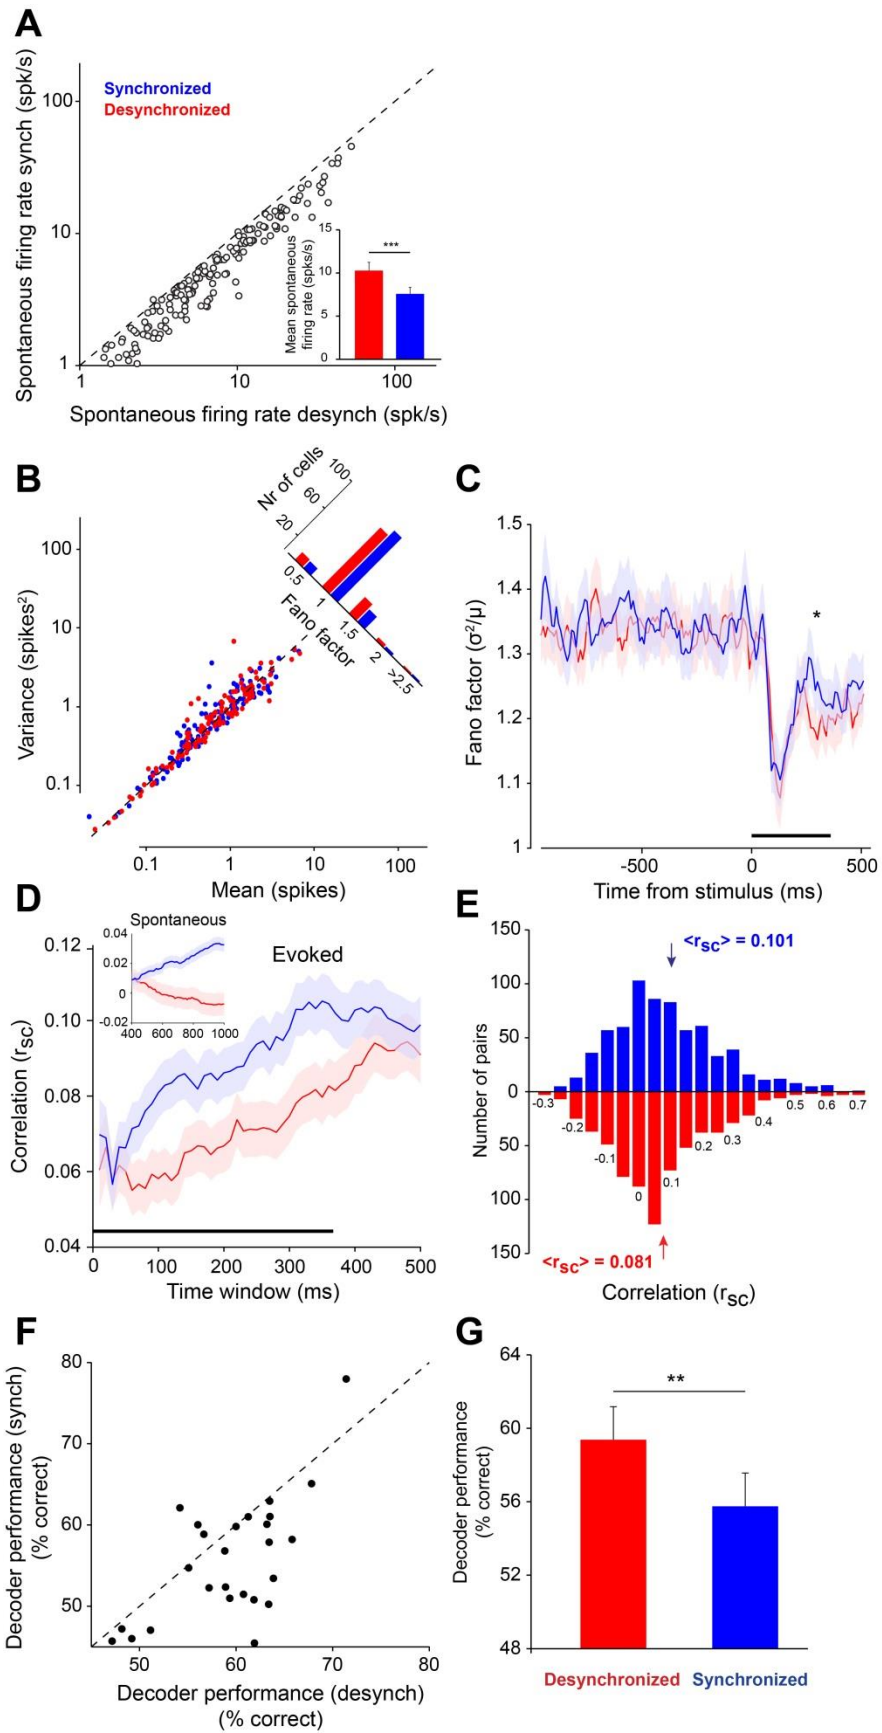 A
Spontaneous firing rate synch (spk/s)
100
10
1
Synchronized
Desynchronized
Mean spontaneous
firing rate (spks/s)
15
10
5
0
***
1
10
100
Spontaneous firing rate desynch (spk/s)
B
Variance (spikes²)
100
10
1
0.1
Nr of cells
20
60
100
0.5
1
1.5
2
>2.5
Fano factor
0.1
1
10
100
Mean (spikes)
C
Fano factor (σ²/μ)
1.5
1.4
1.3
1.2
1.1
1
*
-500
0
500
Time from stimulus (ms)
D
Correlation (rsc)
0.12
0.10
0.08
0.06
0.04
Spontaneous
0.04
0.02
0
-0.02
400
600
800
1000
Evoked
0
100
200
300
400
500
Time window (ms)
E
Number of pairs
150
100
50
0
50
100
150
<rsc> = 0.101
-0.3
-0.2
-0.1
0
0.1
0.2
0.3
0.4
0.5
0.6
0.7
<rsc> = 0.081
Correlation (rsc)
F
Decoder performance (synch)
(% correct)
80
70
60
50
50
60
70
80
Decoder performance (desynch)
(% correct)
G
Decoder performance
(% correct)
64
60
56
52
48
**
Desynchronized
Synchronized